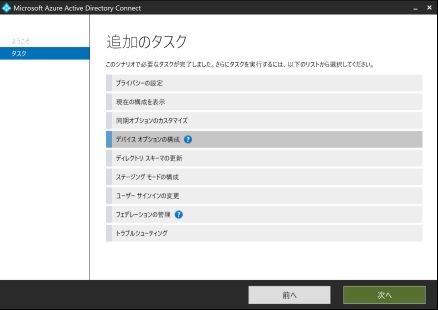 Microsoft Azure Active Directory Connect
ようこそ
タスク
追加のタスク
このシナリオで必要なタスクが完了しました。さらにタスクを実行するには、以下のリストから選択してください。
プライバシーの設定
現在の構成を表示
同期オプションのカスタマイズ
デバイス オプションの構成 ?
ディレクトリ スキーマの更新
ステージング モードの構成
ユーザー サインインの変更
フェデレーションの管理 ?
トラブルシューティング
前へ
次へ